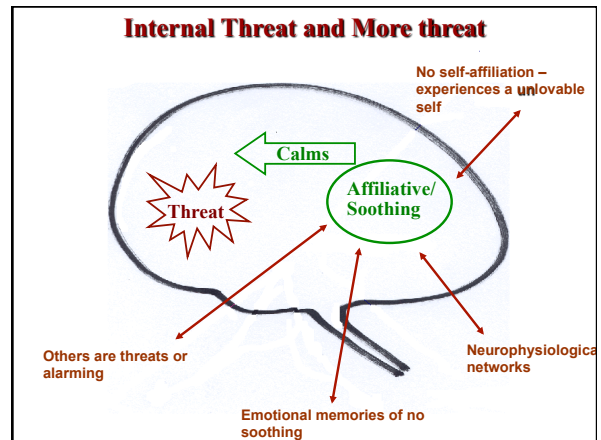 Internal Threat and More threat
No self-affiliation –
experiences a unlovable
self
Calms
Affiliative/
Soothing
Threat
Others are threats or
alarming
Neurophysiologica
networks
Emotional memories of no
soothing